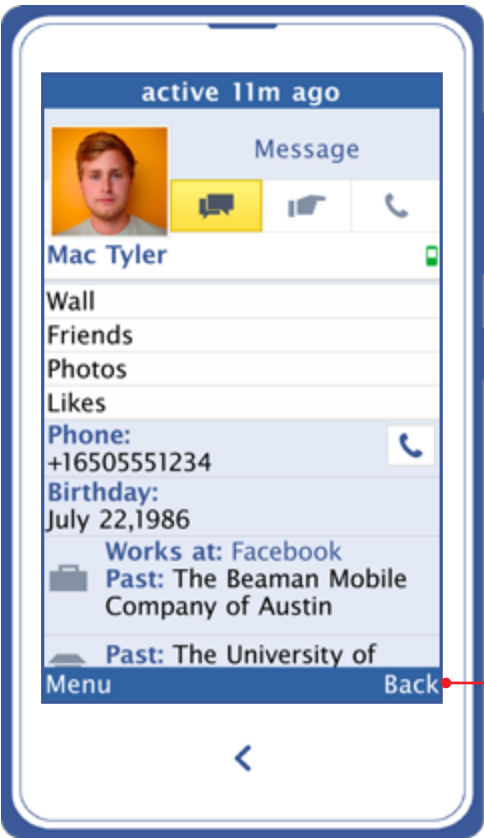 active 11m ago
Message
Mac Tyler
Wall
Friends
Photos
Likes
Phone:
+16505551234
Birthday:
July 22,1986
Works at: Facebook
Past: The Beaman Mobile
Company of Austin
Past: The University of
Menu Back